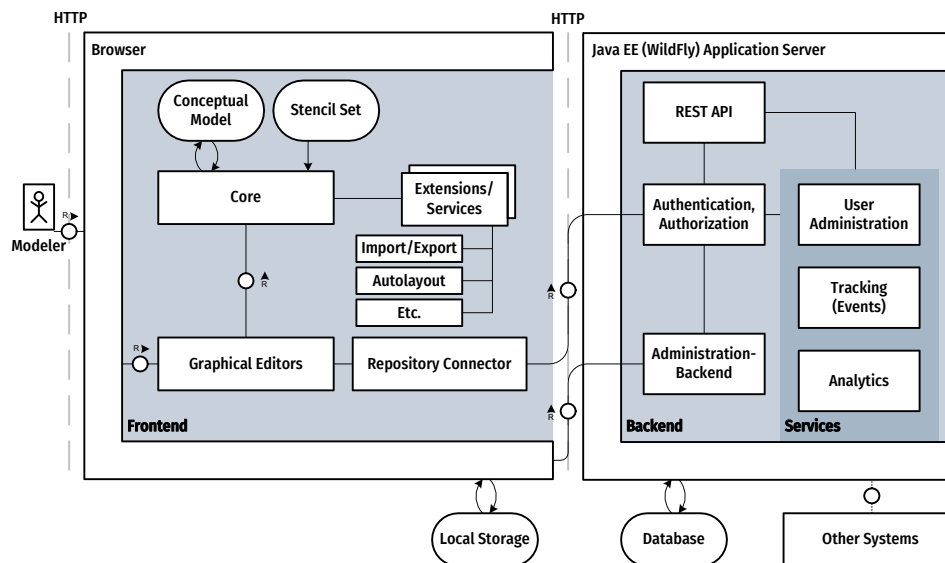 HTTP
HTTP
Browser
Java EE (WildFly) Application Server
Conceptual
Model
Stencil Set
REST API
Core
Extensions/
Services
Authentication,
Authorization
User
Administration
R
Modeler
Import/Export
Autolayout
Etc.
R
R
Tracking
(Events)
R
Graphical Editors
Repository Connector
Administration-
Backend
Analytics
R
Frontend
Backend
Services
Local Storage
Database
Other Systems